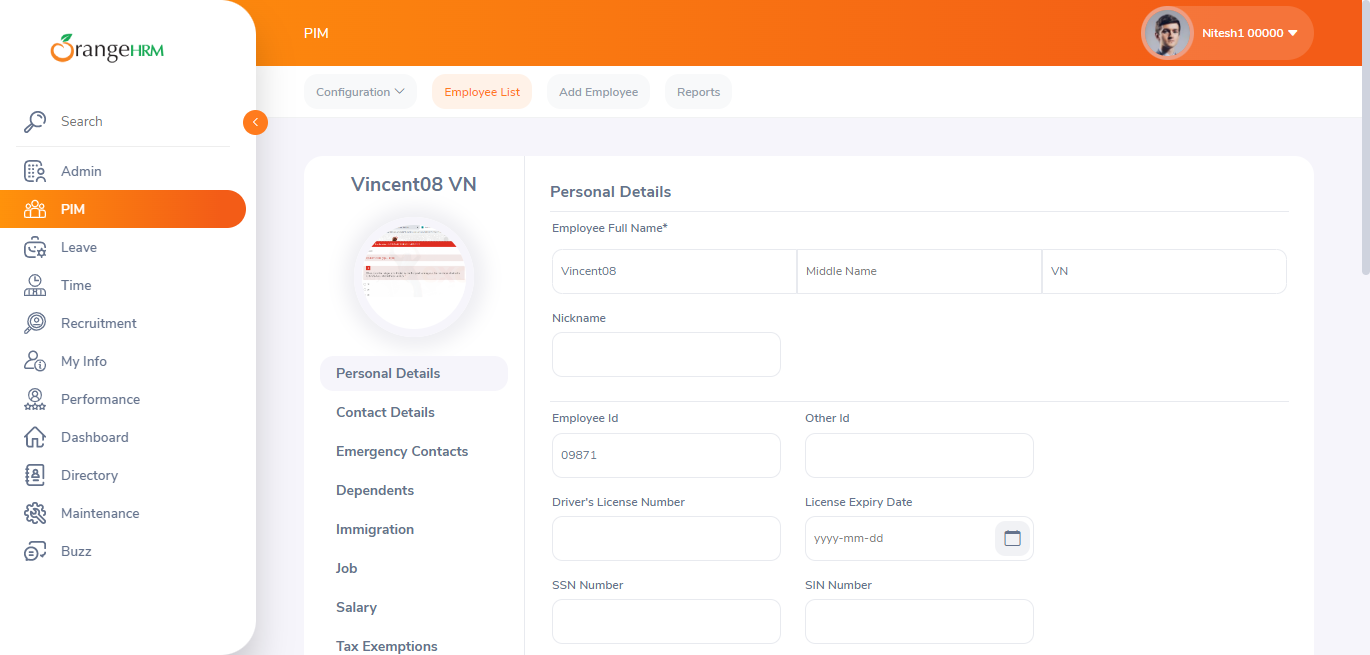 OrangeHRM
Search
Admin
PIM
Leave
Time
Recruitment
My Info
Performance
Dashboard
Directory
Maintenance
Buzz
PIM
Nitesh1 00000
Configuration
Employee List
Add Employee
Reports
Vincent08 VN
Personal Details
Contact Details
Emergency Contacts
Dependents
Immigration
Job
Salary
Tax Exemptions
Personal Details
Employee Full Name*
Vincent08 Middle Name VN
Nickname
Employee Id Other Id
09871
Driver's License Number License Expiry Date
yyyy-mm-dd
SSN Number SIN Number